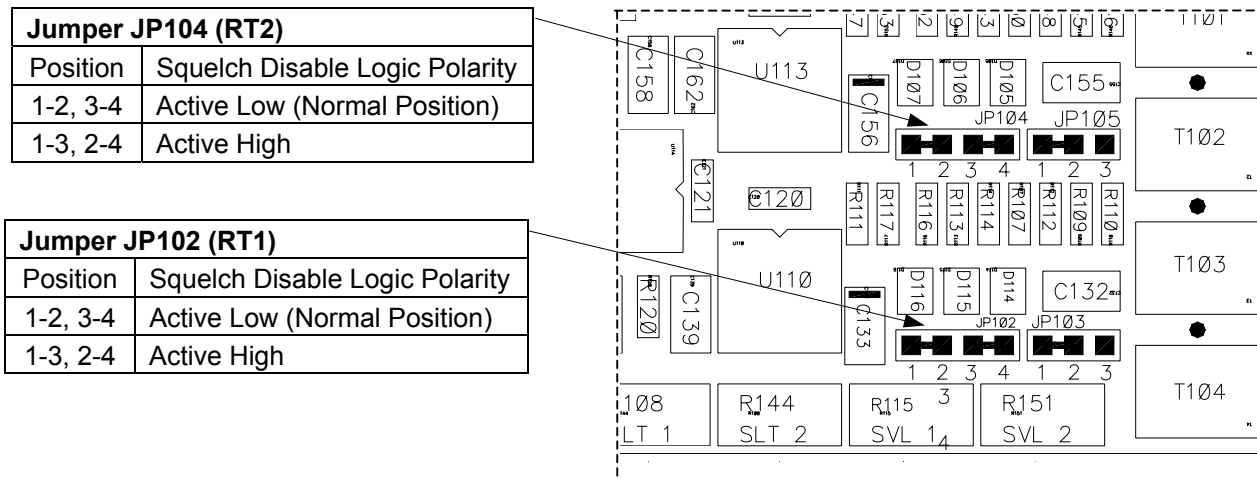 Jumper JP104 (RT2)
Position Squelch Disable Logic Polarity
1-2, 3-4 Active Low (Normal Position)
1-3, 2-4 Active High
Jumper JP102 (RT1)
Position Squelch Disable Logic Polarity
1-2, 3-4 Active Low (Normal Position)
1-3, 2-4 Active High
T101
C158 C162 U113 C156 D107 D106 D105 C155
JP104 JP105
1 2 3 4 1 2 3
T102
C121 C120 R111 R117 R116 R113 R114 R107 R112 R109 R110
T103
R120 C139 U110 C133 D116 D115 D114 C132
JP102 JP103
1 2 3 4 1 2 3
T104
108 R144 R115 3 R151
LT 1 SLT 2 SVL 1 4 SVL 2